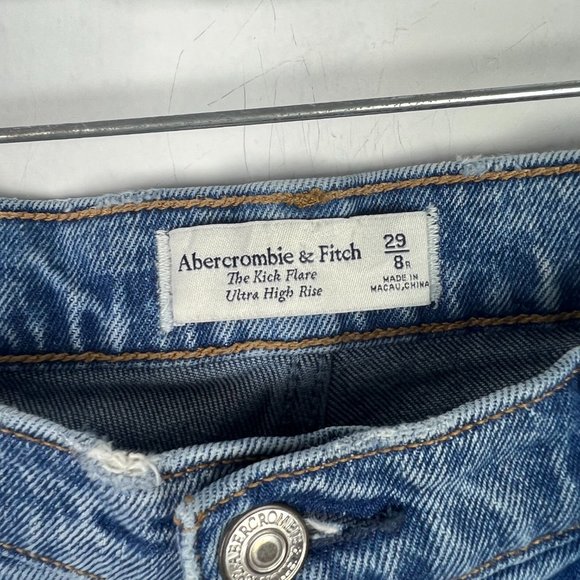 Abercrombie & Fitch
The Kick Flare
Ultra High Rise
29
8R
MADE IN
MACAU, CHINA
ABERCROMBIE